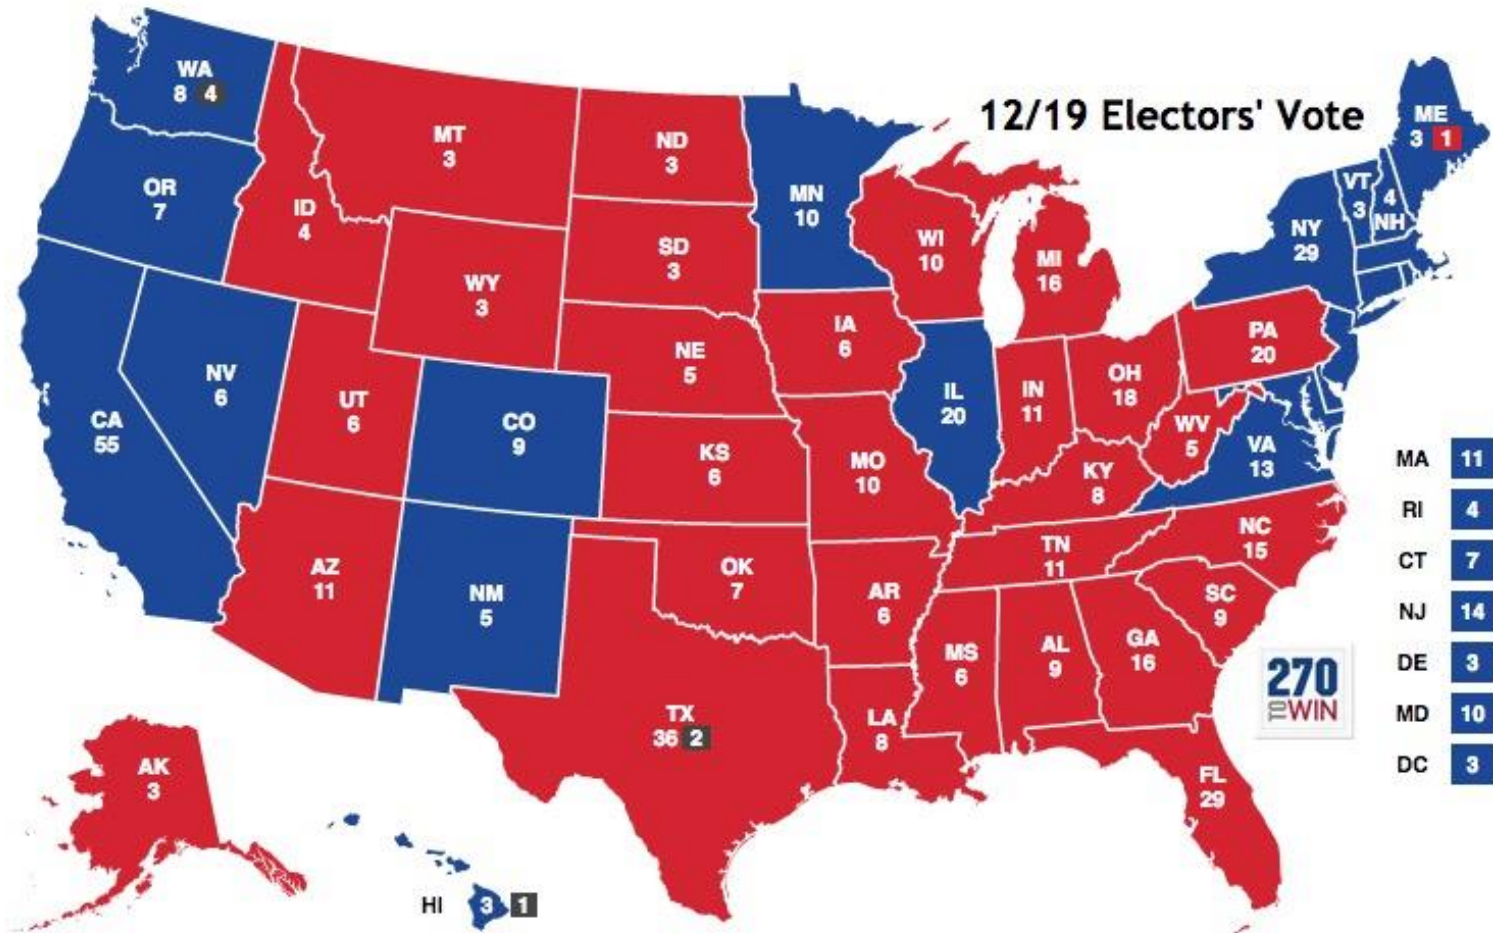 12/19 Electors' Vote
WA
8 4
OR
7
CA
55
NV
6
ID
4
MT
3
WY
3
UT
6
AZ
11
CO
9
NM
5
ND
3
SD
3
NE
5
KS
6
OK
7
TX
36 2
MN
10
IA
6
MO
10
AR
6
LA
8
WI
10
IL
20
MI
16
IN
11
OH
18
KY
8
TN
11
MS
6
AL
9
GA
16
FL
29
SC
9
NC
15
VA
13
WV
5
PA
20
NY
29
VT
3
4
NH
ME
3 1
MA 11
RI 4
CT 7
NJ 14
DE 3
MD 10
DC 3
270
TO WIN
AK
3
HI 3 1